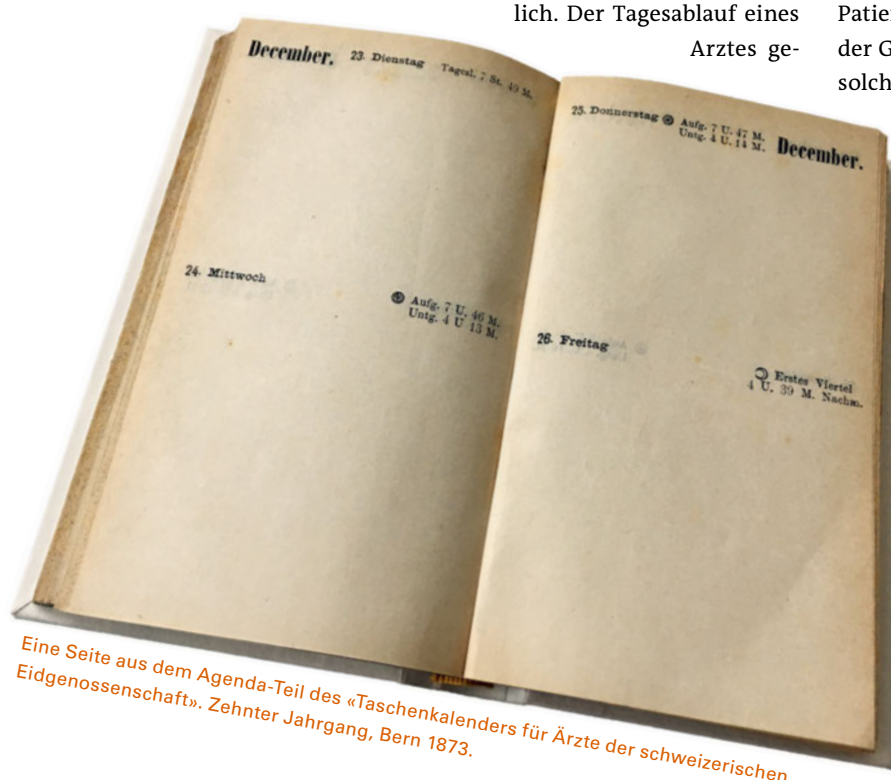 lich. Der Tagesablauf eines
Arztes ge-
Patien
der G
solch
December. 23. Dienstag Tagesl. 7 St. 49 M.
24. Mittwoch
Aufg. 7 U. 46 M.
Untg. 4 U 13 M.
25. Donnerstag Aufg. 7 U. 47 M.
Untg. 4 U. 14 M. December.
26. Freitag
Erstes Viertel
4 U. 39 M. Nachm.
Eine Seite aus dem Agenda-Teil des «Taschenkalenders für Ärzte der schweizerischen
Eidgenossenschaft». Zehnter Jahrgang, Bern 1873.